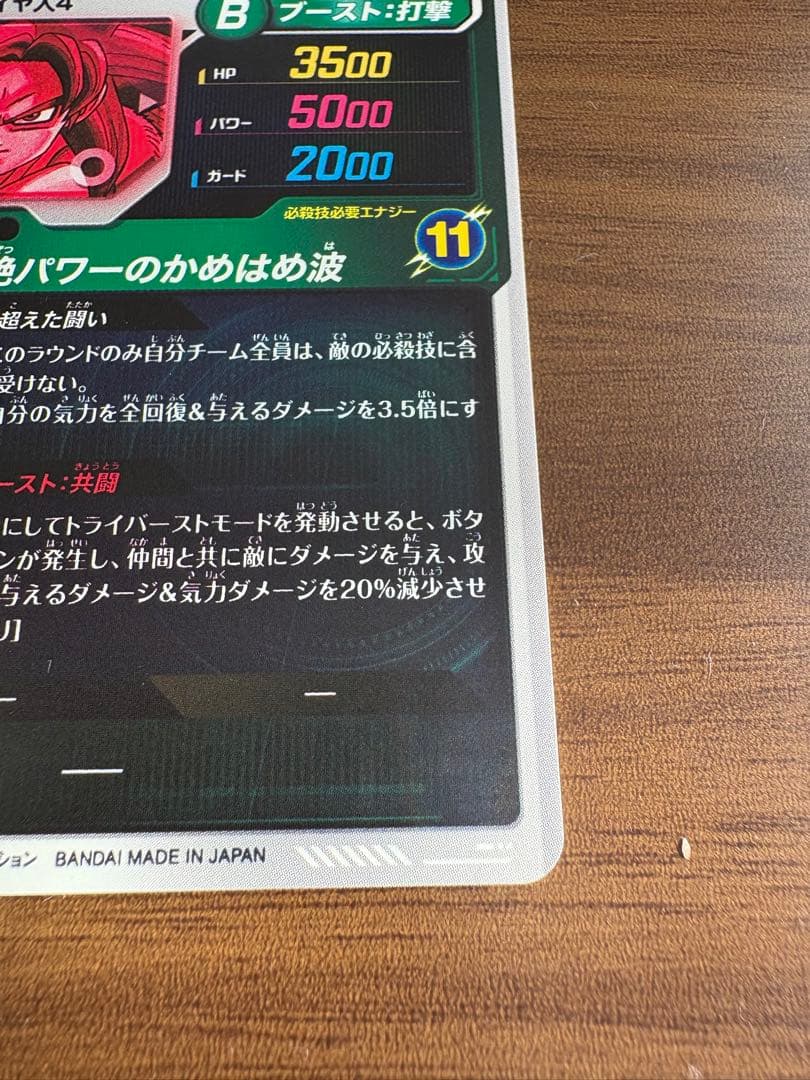 イヤ人4
B ブースト:打撃
HP 3500
パワー 5000
ガード 2000
必殺技必要エナジー
11
絶パワーのかめはめ波
超えた闘い
このラウンドのみ自分チーム全員は、敵の必殺技に含
受けない。
自分の気力を全回復&与えるダメージを3.5倍にす
ースト:共闘
にしてトライバーストモードを発動させると、ボタ
ンが発生し、仲間と共に敵にダメージを与え、攻
与えるダメージ&気力ダメージを20%減少させ
リ]
ション BANDAI MADE IN JAPAN